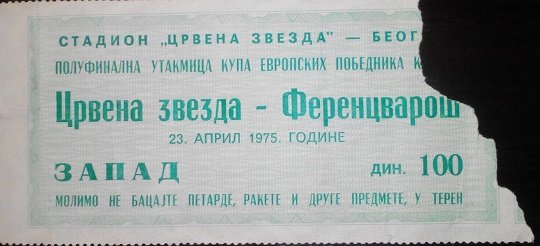 СТАДИОН „ЦРВЕНА ЗВЕЗДА" — БЕОГ
ПОЛУФИНАЛНА УТАКМИЦА КУПА ЕВРОПСКИХ ПОБЕДНИКА К
Црвена звезда - Ференцварош
23. АПРИЛ 1975. ГОДИНЕ
ЗАПАД ДИН. 100
МОЛИМО НЕ БАЦАЈТЕ ПЕТАРДЕ, РАКЕТЕ И ДРУГЕ ПРЕДМЕТЕ, У ТЕРЕН